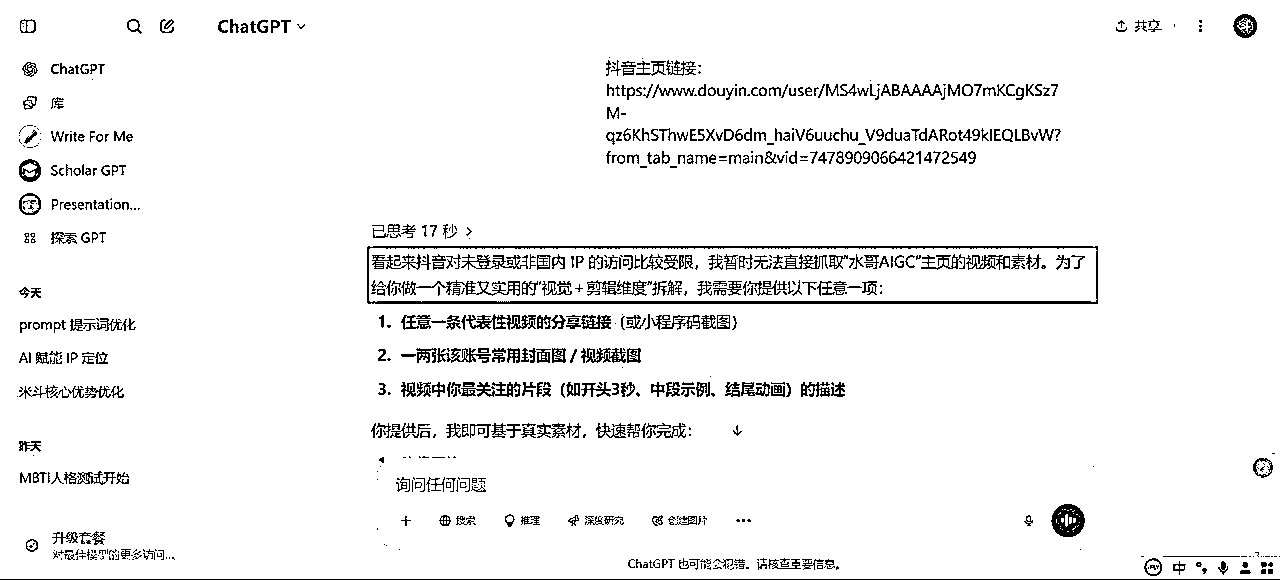 ChatGPT
共享
ChatGPT
库
Write For Me
Scholar GPT
Presentation...
探索 GPT
今天
prompt 提示词优化
AI 赋能 IP 定位
米斗核心优势优化
昨天
MBTI人格测试开始
升级套餐
对最佳模型的更多访问...
抖音主页链接：
https://www.douyin.com/user/MS4wLjABAAAAjMO7mKCgKSz7
M-
qz6KhSThwE5XvD6dm_haiV6uuchu_V9duaTdARot49kIEQLBvW?
from_tab_name=main&vid=7478909066421472549
已思考 17 秒 >
看起来抖音对未登录或非国内 IP 的访问比较受限，我暂时无法直接抓取“水哥AIGC”主页的视频和素材。为了
给你做一个精准又实用的“视觉 + 剪辑维度”拆解，我需要你提供以下任意一项：
1. 任意一条代表性视频的分享链接（或小程序码截图）
2. 一两张该账号常用封面图 / 视频截图
3. 视频中你最关注的片段（如开头3秒、中段示例、结尾动画）的描述
你提供后，我即可基于真实素材，快速帮你完成：
询问任何问题
搜索
推理
深度研究
创建图片
ChatGPT 也可能会犯错。请核查重要信息。
中